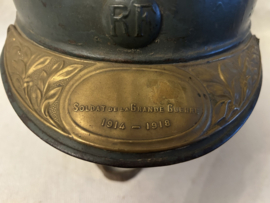 RF
SOLDAT DE LA GRANDE GUERRE
1914 – 1918